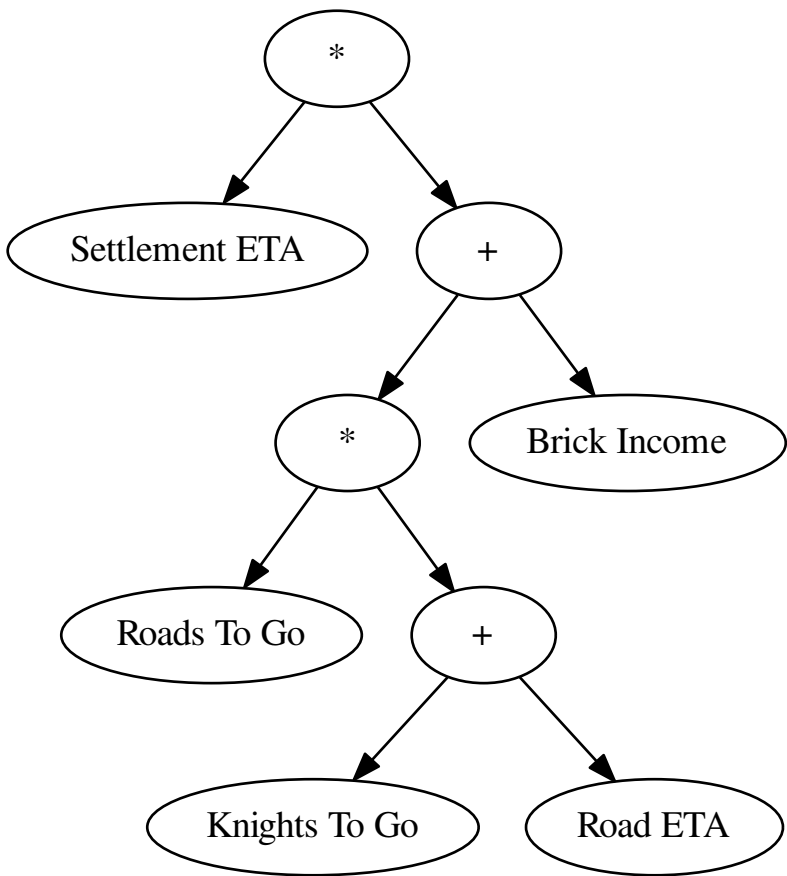 *
Settlement ETA
+
*
Brick Income
Roads To Go
+
Knights To Go
Road ETA